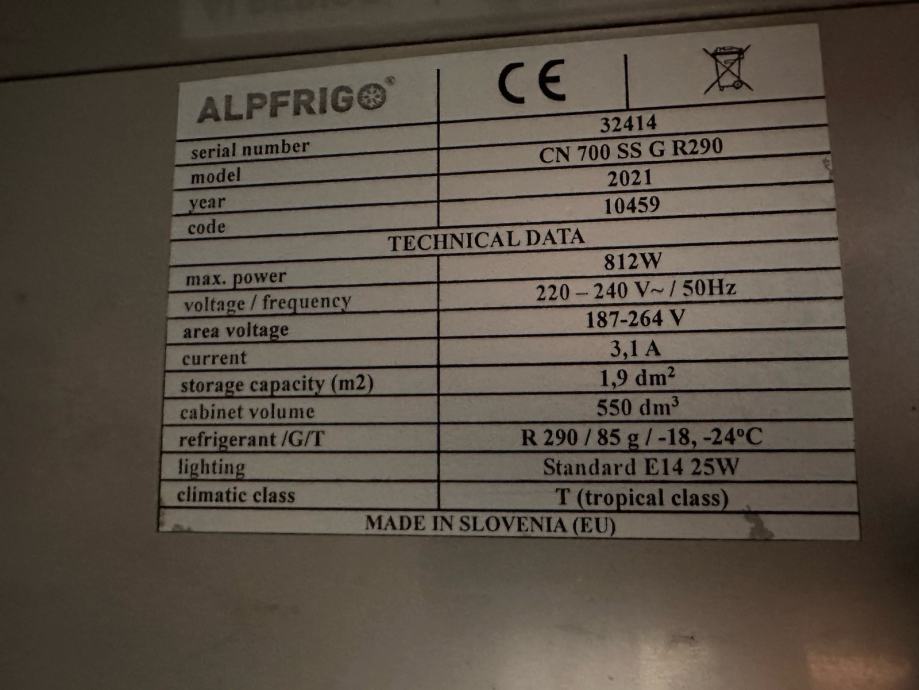 ALPFRIGO® CE
serial number 32414
model CN 700 SS G R290
year 2021
code 10459
TECHNICAL DATA
max. power 812W
voltage / frequency 220 – 240 V~ / 50Hz
area voltage 187-264 V
current 3,1 A
storage capacity (m2) 1,9 dm²
cabinet volume 550 dm³
refrigerant /G/T R 290 / 85 g / -18, -24ºC
lighting Standard E14 25W
climatic class T (tropical class)
MADE IN SLOVENIA (EU)